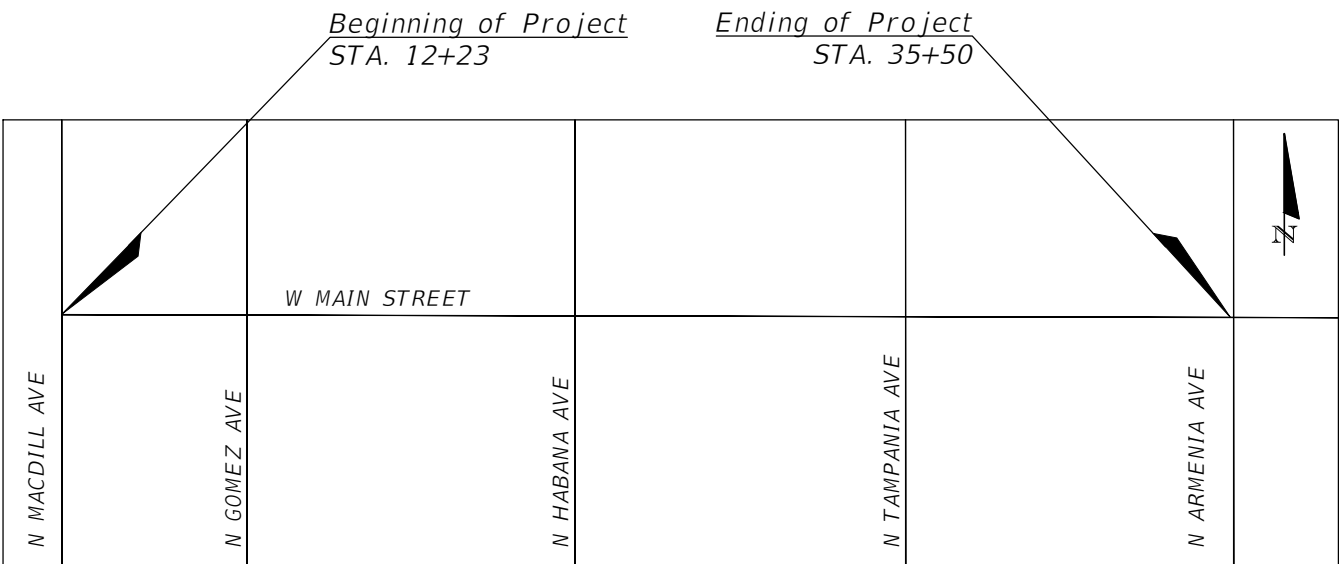 Beginning of Project
STA. 12+23
Ending of Project
STA. 35+50
N
W MAIN STREET
N MACDILL AVE
N GOMEZ AVE
N HABANA AVE
N TAMPANIA AVE
N ARMENIA AVE